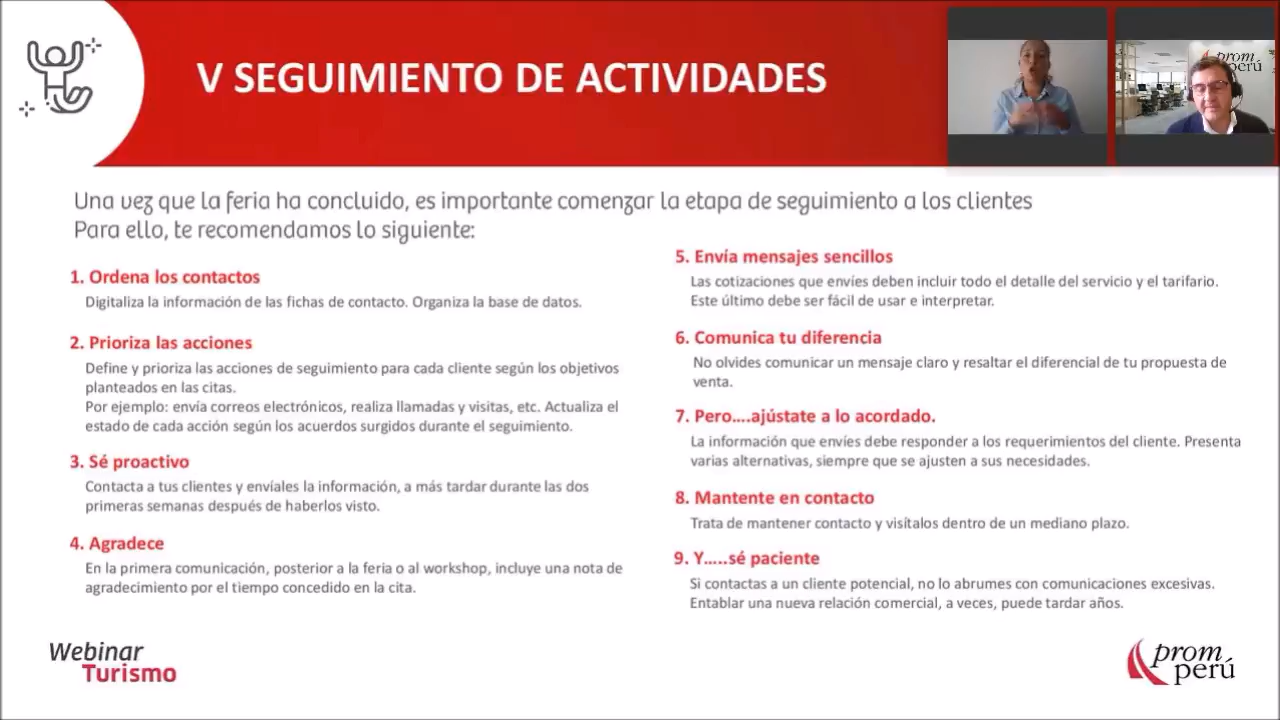 V SEGUIMIENTO DE ACTIVIDADES
prom
perú
Una vez que la feria ha concluido, es importante comenzar la etapa de seguimiento a los clientes
Para ello, te recomendamos lo siguiente:
1. Ordena los contactos
Digitaliza la información de las fichas de contacto. Organiza la base de datos.
2. Prioriza las acciones
Define y prioriza las acciones de seguimiento para cada cliente según los objetivos
planteados en las citas.
Por ejemplo: envía correos electrónicos, realiza llamadas y visitas, etc. Actualiza el
estado de cada acción según los acuerdos surgidos durante el seguimiento.
3. Sé proactivo
Contacta a tus clientes y envíales la información, a más tardar durante las dos
primeras semanas después de haberlos visto.
4. Agradece
En la primera comunicación, posterior a la feria o al workshop, incluye una nota de
agradecimiento por el tiempo concedido en la cita.
5. Envía mensajes sencillos
Las cotizaciones que envíes deben incluir todo el detalle del servicio y el tarifario.
Este último debe ser fácil de usar e interpretar.
6. Comunica tu diferencia
No olvides comunicar un mensaje claro y resaltar el diferencial de tu propuesta de
venta.
7. Pero....ajústate a lo acordado.
La información que envíes debe responder a los requerimientos del cliente. Presenta
varias alternativas, siempre que se ajusten a sus necesidades.
8. Mantente en contacto
Trata de mantener contacto y visítalos dentro de un mediano plazo.
9. Y.....sé paciente
Si contactas a un cliente potencial, no lo abrumes con comunicaciones excesivas.
Entablar una nueva relación comercial, a veces, puede tardar años.
Webinar
Turismo
prom
perú